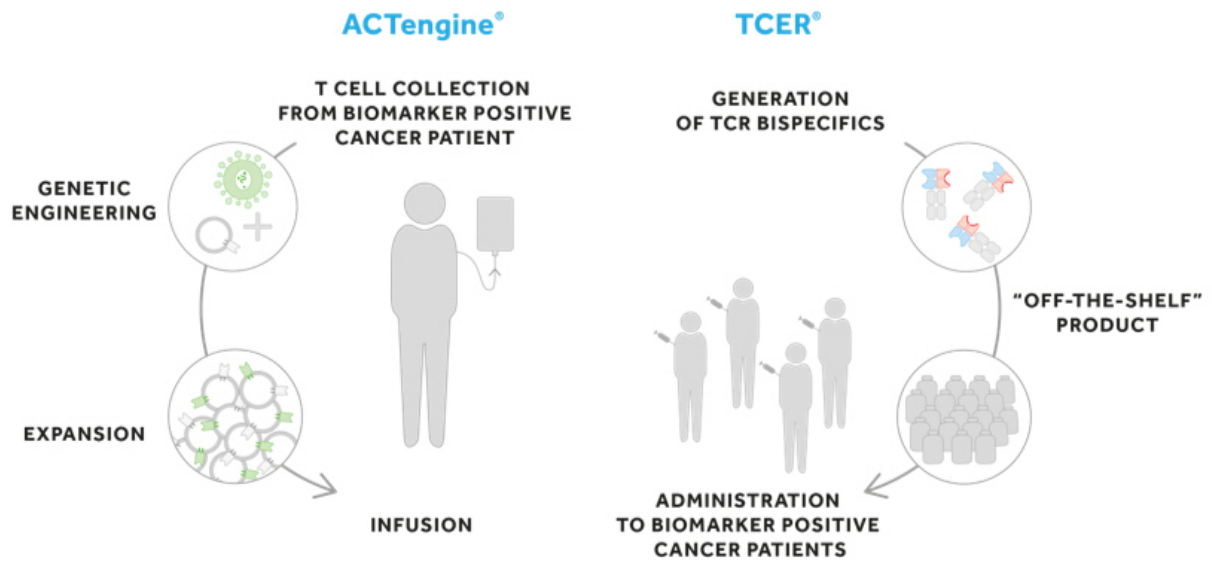 ACTengine®
T CELL COLLECTION
FROM BIOMARKER POSITIVE
CANCER PATIENT
GENETIC
ENGINEERING
EXPANSION
INFUSION
TCER®
GENERATION
OF TCR BISPECIFICS
“OFF-THE-SHELF”
PRODUCT
ADMINISTRATION
TO BIOMARKER POSITIVE
CANCER PATIENTS